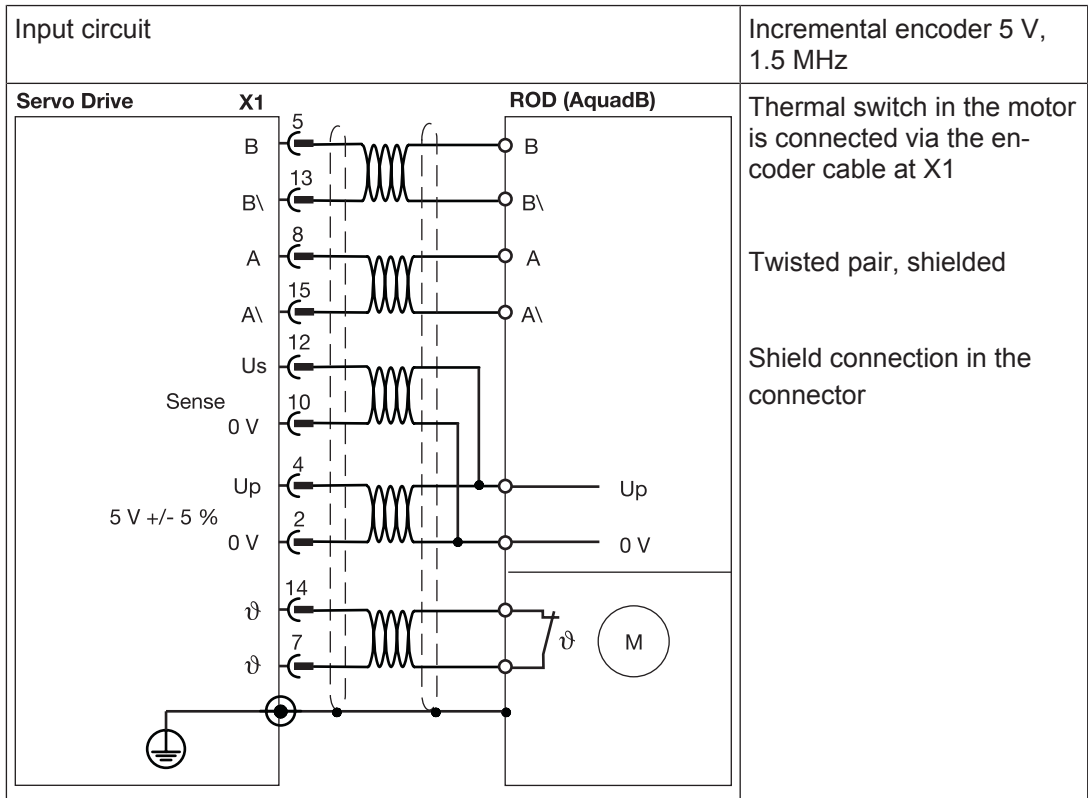 Input circuit
Incremental encoder 5 V,
1.5 MHz
Servo Drive X1 ROD (AquadB)
5
B B
13
B\ B\
8
A A
15
A\ A\
12
Us
Sense 10
0 V
4
Up Up
5 V +/- 5 % 2
0 V 0 V
14
ϑ
ϑ M
7
ϑ
Thermal switch in the motor
is connected via the en-
coder cable at X1
Twisted pair, shielded
Shield connection in the
connector